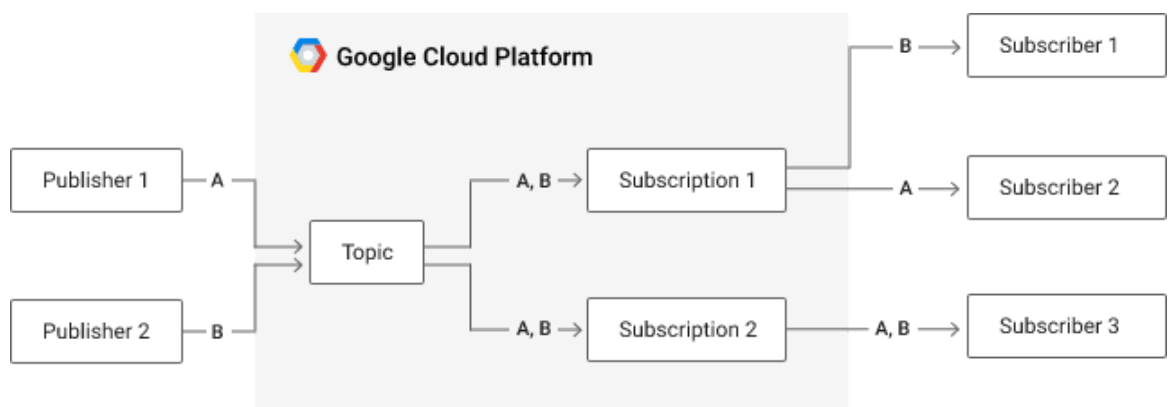 Google Cloud Platform
B
Subscriber 1
Publisher 1
A
A, B
Subscription 1
A
Subscriber 2
Topic
Publisher 2
B
A, B
Subscription 2
A, B
Subscriber 3